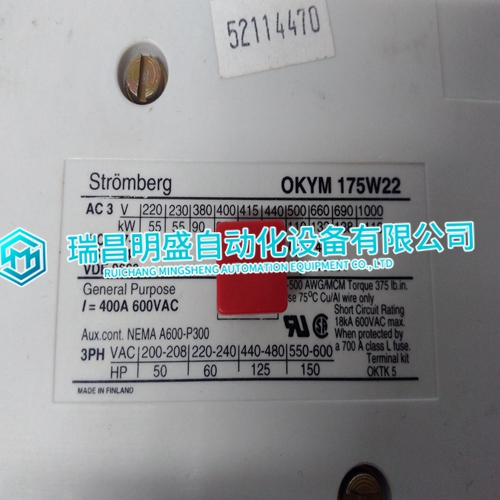 52114470
Strömberg OKYM 175W22
AC 3 V 220 230 380 400 415 440 500 660 690 1000
kW 55 55 90
瑞昌明盛自动化设备有限公司
RUICHANG MINGSHENG AUTOMATION EQUIPMENT CO., LTD.
General Purpose -500 AWG/MCM Torque 375 lb.in.
I = 400A 600VAC se 75°C Cu/Al wire only
Short Circuit Rating
18kA 600VAC max.
Aux.cont. NEMA A600-P300 When protected by
a 700 A class L fuse.
3PH VAC 200-208 220-240 440-480 550-600 Terminal kit
HP 50 60 125 150 OKTK 5
MADE IN FINLAND